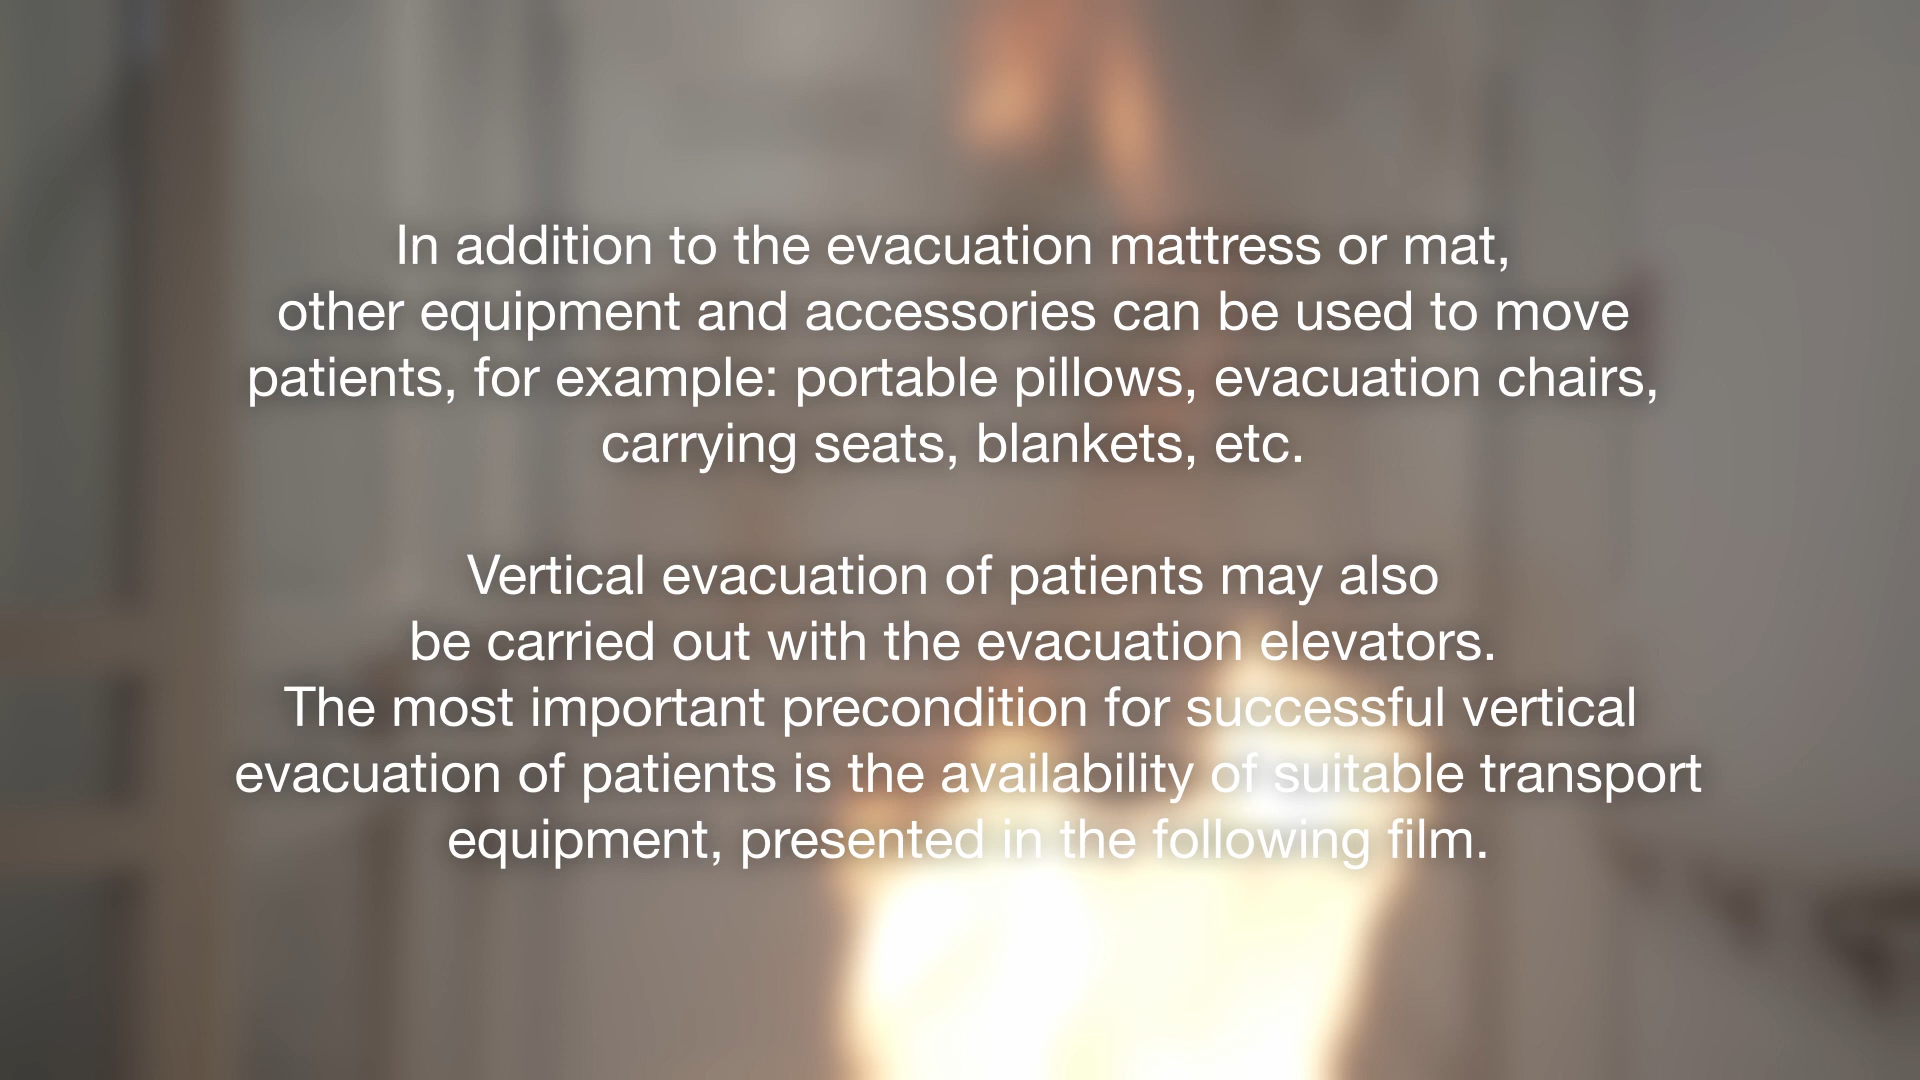 In addition to the evacuation mattress or mat,
other equipment and accessories can be used to move
patients, for example: portable pillows, evacuation chairs,
carrying seats, blankets, etc.
Vertical evacuation of patients may also
be carried out with the evacuation elevators.
The most important precondition for successful vertical
evacuation of patients is the availability of suitable transport
equipment, presented in the following film.